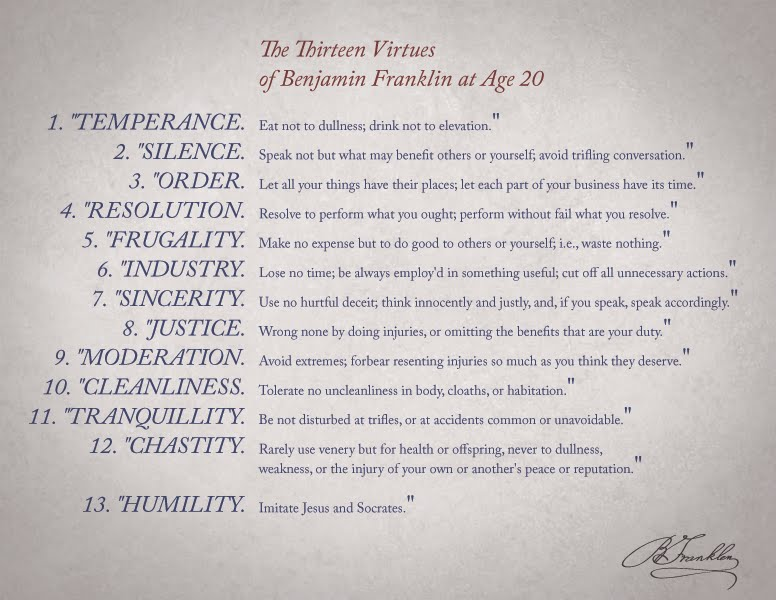 The Thirteen Virtues
of Benjamin Franklin at Age 20
1. "TEMPERANCE. Eat not to dullness; drink not to elevation."
2. "SILENCE. Speak not but what may benefit others or yourself; avoid trifling conversation."
3. "ORDER. Let all your things have their places; let each part of your business have its time."
4. "RESOLUTION. Resolve to perform what you ought; perform without fail what you resolve."
5. "FRUGALITY. Make no expense but to do good to others or yourself; i.e., waste nothing."
6. "INDUSTRY. Lose no time; be always employ'd in something useful; cut off all unnecessary actions."
7. "SINCERITY. Use no hurtful deceit; think innocently and justly, and, if you speak, speak accordingly."
8. "JUSTICE. Wrong none by doing injuries, or omitting the benefits that are your duty."
9. "MODERATION. Avoid extremes; forbear resenting injuries so much as you think they deserve."
10. "CLEANLINESS. Tolerate no uncleanliness in body, cloaths, or habitation."
11. "TRANQUILLITY. Be not disturbed at trifles, or at accidents common or unavoidable."
12. "CHASTITY. Rarely use venery but for health or offspring, never to dullness,
weakness, or the injury of your own or another's peace or reputation."
13. "HUMILITY. Imitate Jesus and Socrates."
B Franklin